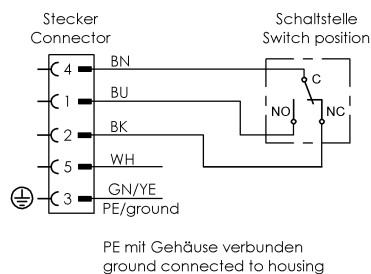 Stecker
Connector
Schaltstelle
Switch position
4 BN
C
1 BU
NO NC
2 BK
5 WH
3 GN/YE
PE/ground
PE mit Gehäuse verbunden
ground connected to housing